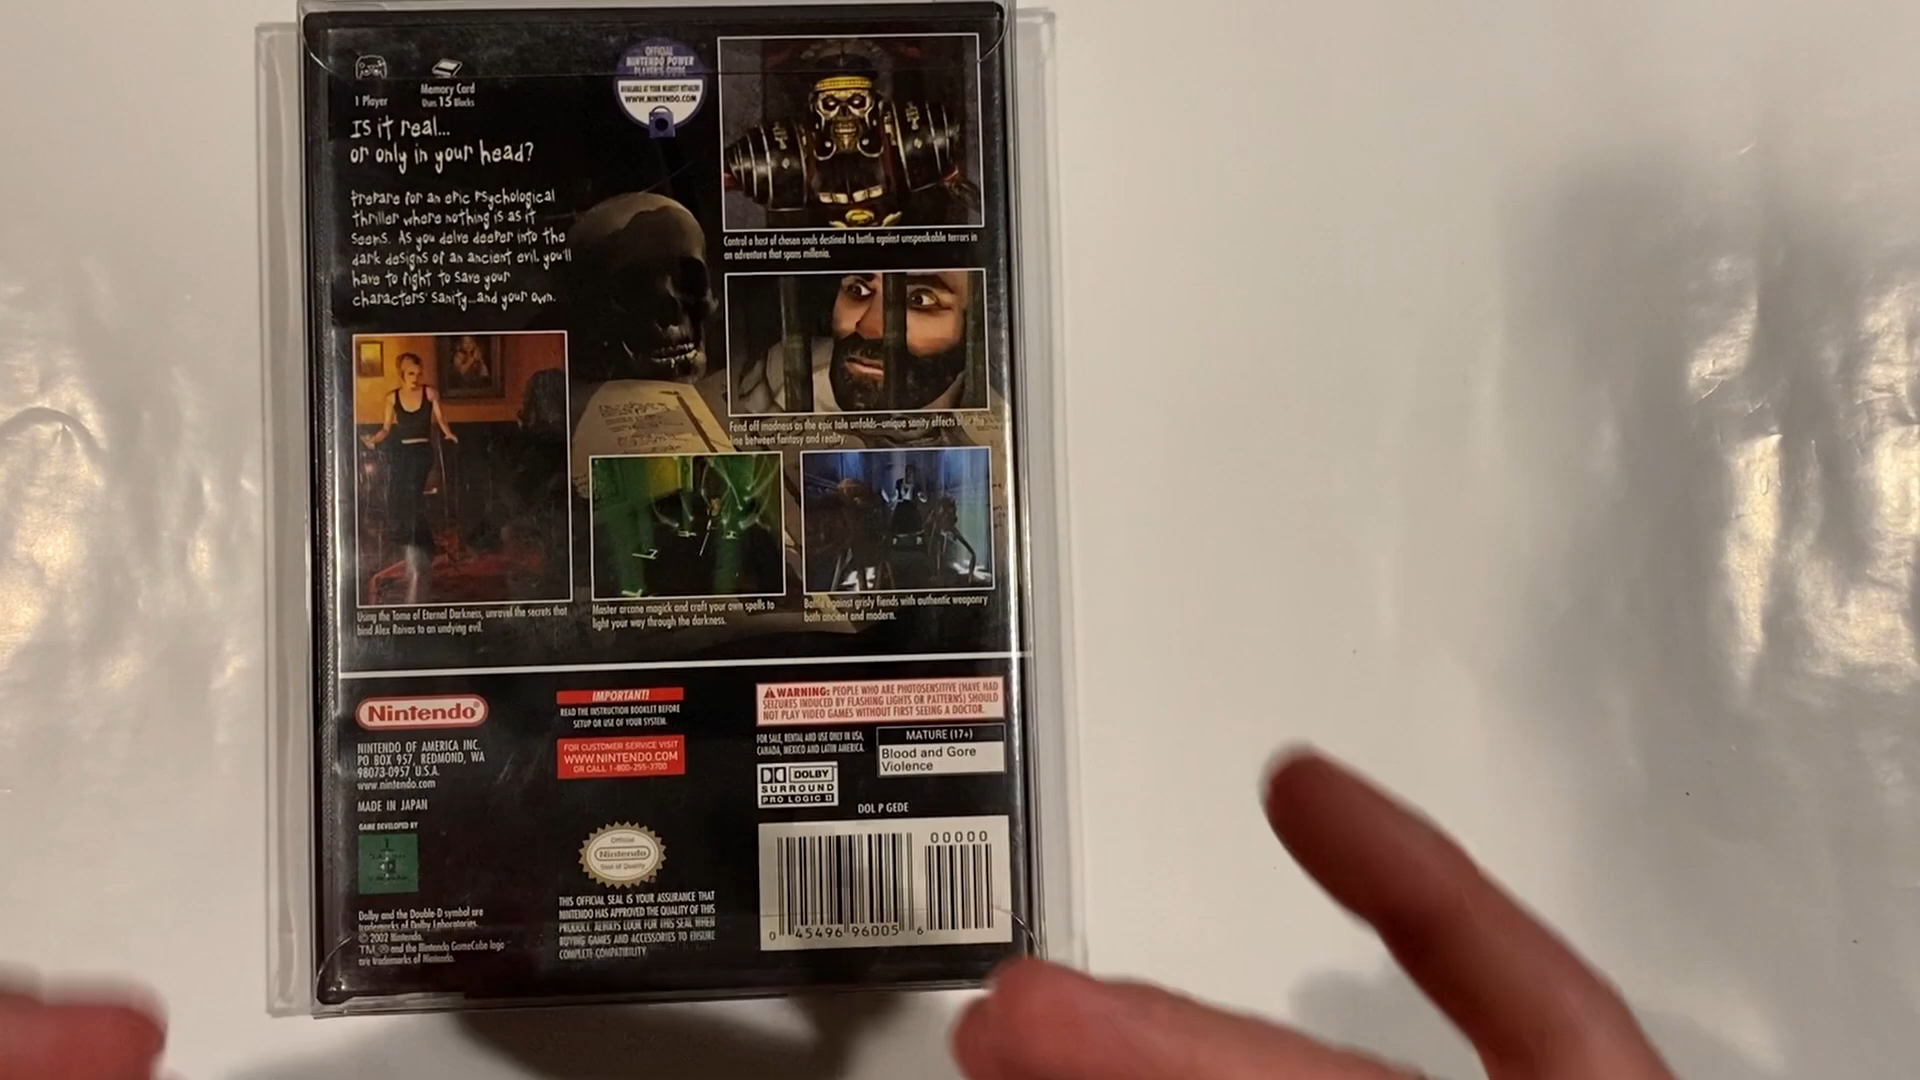 1 Player
Memory Card
Uses 15 Blocks
OFFICIAL
NINTENDO POWER
PLAYER'S GUIDE
AVAILABLE AT YOUR NEAREST RETAILER!
WWW.NINTENDO.COM
Is it real...
or only in your head?
Prepare for an epic psychological
thriller where nothing is as it
seems. As you delve deeper into the
dark designs of an ancient evil, you'll
have to fight to save your
characters' sanity...and your own.
Control a host of chosen souls destined to battle against unspeakable terrors in
an adventure that spans millenia.
Fend off madness as the epic tale unfolds–unique sanity effects blur the
line between fantasy and reality.
Using the Tome of Eternal Darkness, unravel the secrets that
bind Alex Roivas to an undying evil.
Master arcane magick and craft your own spells to
light your way through the darkness.
Battle against grisly fiends with authentic weaponry
both ancient and modern.
Nintendo®
NINTENDO OF AMERICA INC.
PO BOX 957, REDMOND, WA
98073-0957 U.S.A.
www.nintendo.com
MADE IN JAPAN
GAME DEVELOPED BY
Dolby and the Double-D symbol are
trademarks of Dolby Laboratories.
© 2002 Nintendo.
TM, ® and the Nintendo GameCube logo
are trademarks of Nintendo.
IMPORTANT!
READ THE INSTRUCTION BOOKLET BEFORE
SETUP OR USE OF YOUR SYSTEM.
FOR CUSTOMER SERVICE VISIT
WWW.NINTENDO.COM
OR CALL 1-800-255-3700
Official
Nintendo
Seal of Quality
THIS OFFICIAL SEAL IS YOUR ASSURANCE THAT
NINTENDO HAS APPROVED THE QUALITY OF THIS
PRODUCT. ALWAYS LOOK FOR THIS SEAL WHEN
BUYING GAMES AND ACCESSORIES TO ENSURE
COMPLETE COMPATIBILITY.
WARNING: PEOPLE WHO ARE PHOTOSENSITIVE (HAVE HAD
SEIZURES INDUCED BY FLASHING LIGHTS OR PATTERNS) SHOULD
NOT PLAY VIDEO GAMES WITHOUT FIRST SEEING A DOCTOR.
FOR SALE, RENTAL AND USE ONLY IN USA,
CANADA, MEXICO AND LATIN AMERICA.
MATURE (17+)
Blood and Gore
Violence
DOLBY
SURROUND
PRO LOGIC II
DOL P GEDE
00000
0 45496 96005 6